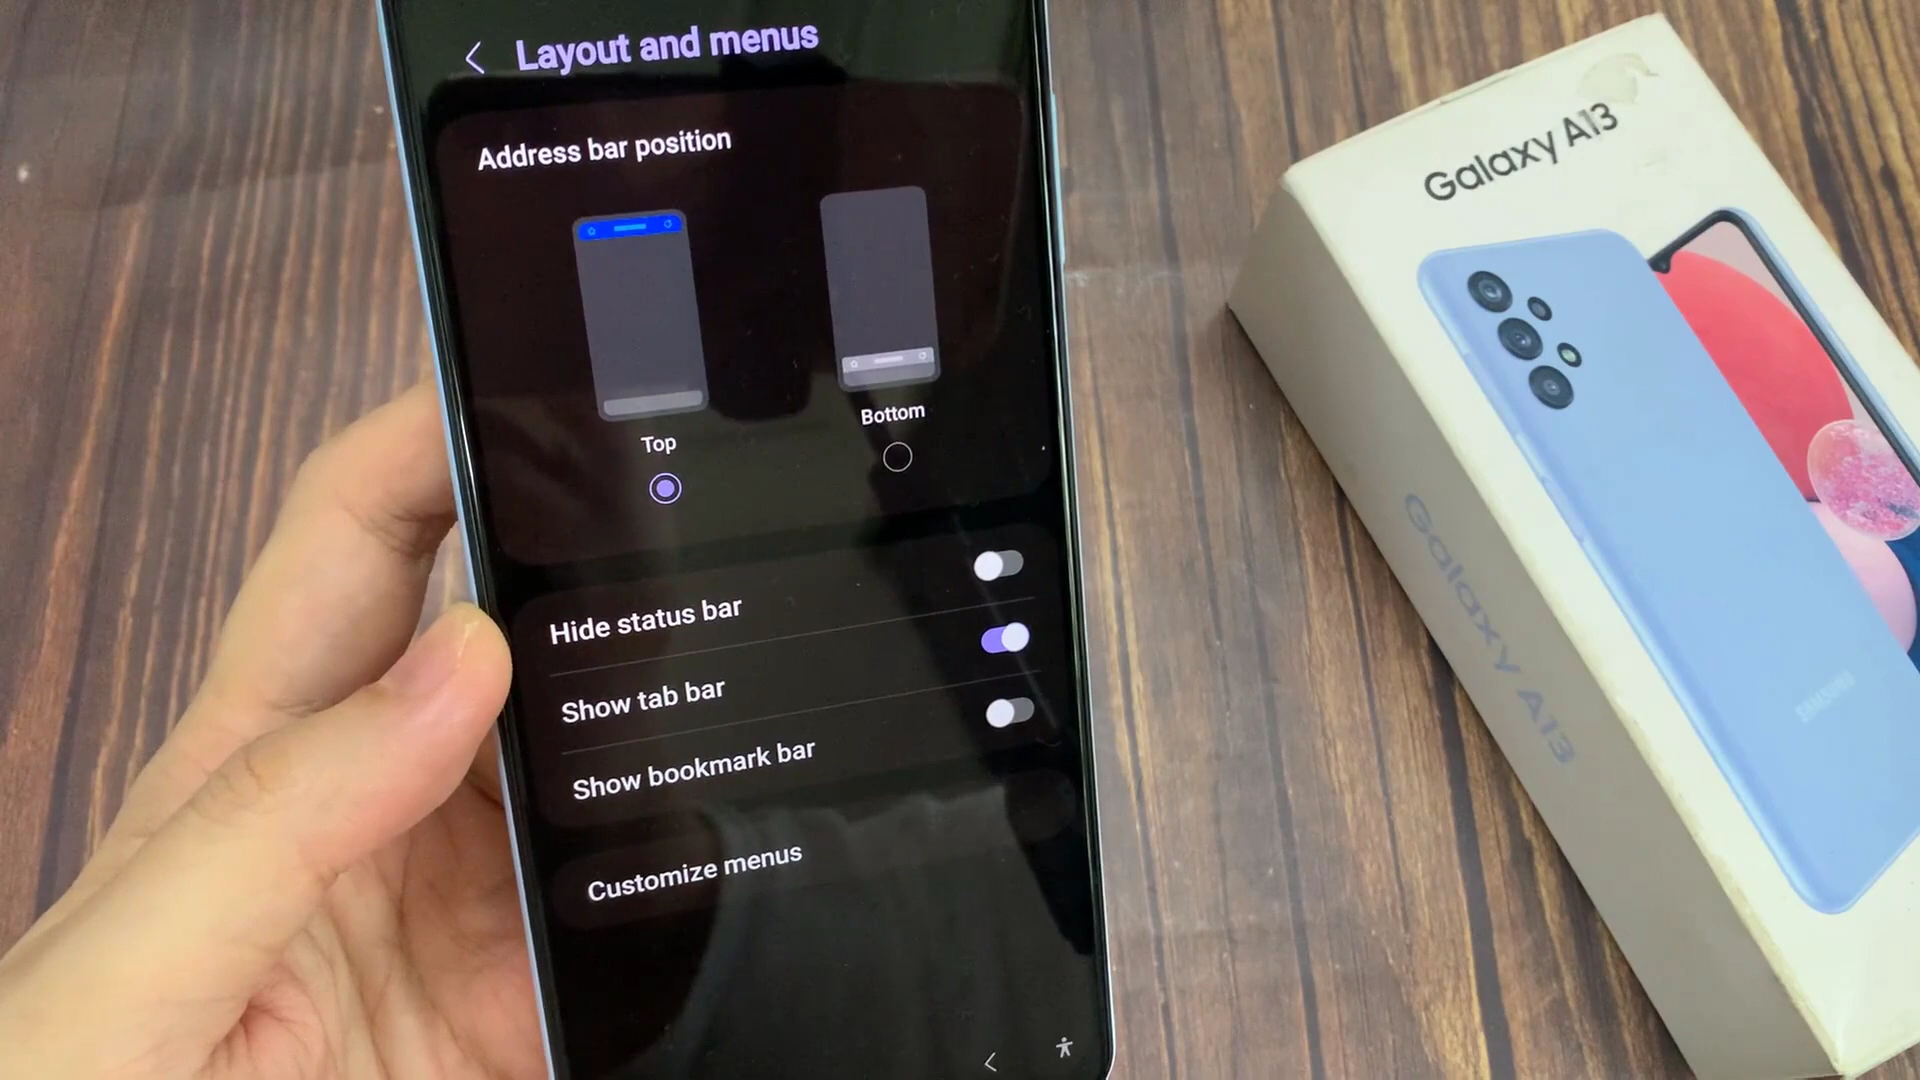 Layout and menus
Address bar position
Top
Bottom
Hide status bar
Show tab bar
Show bookmark bar
Customize menus
Galaxy A13
Galaxy A13
SAMSUNG